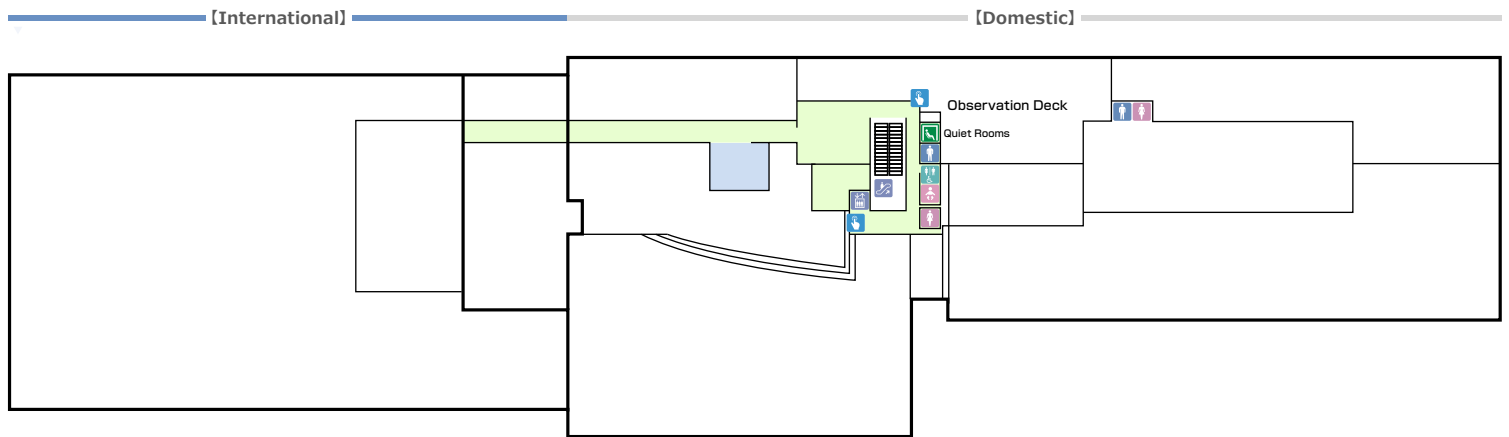 【International】
【Domestic】
Observation Deck
Quiet Rooms